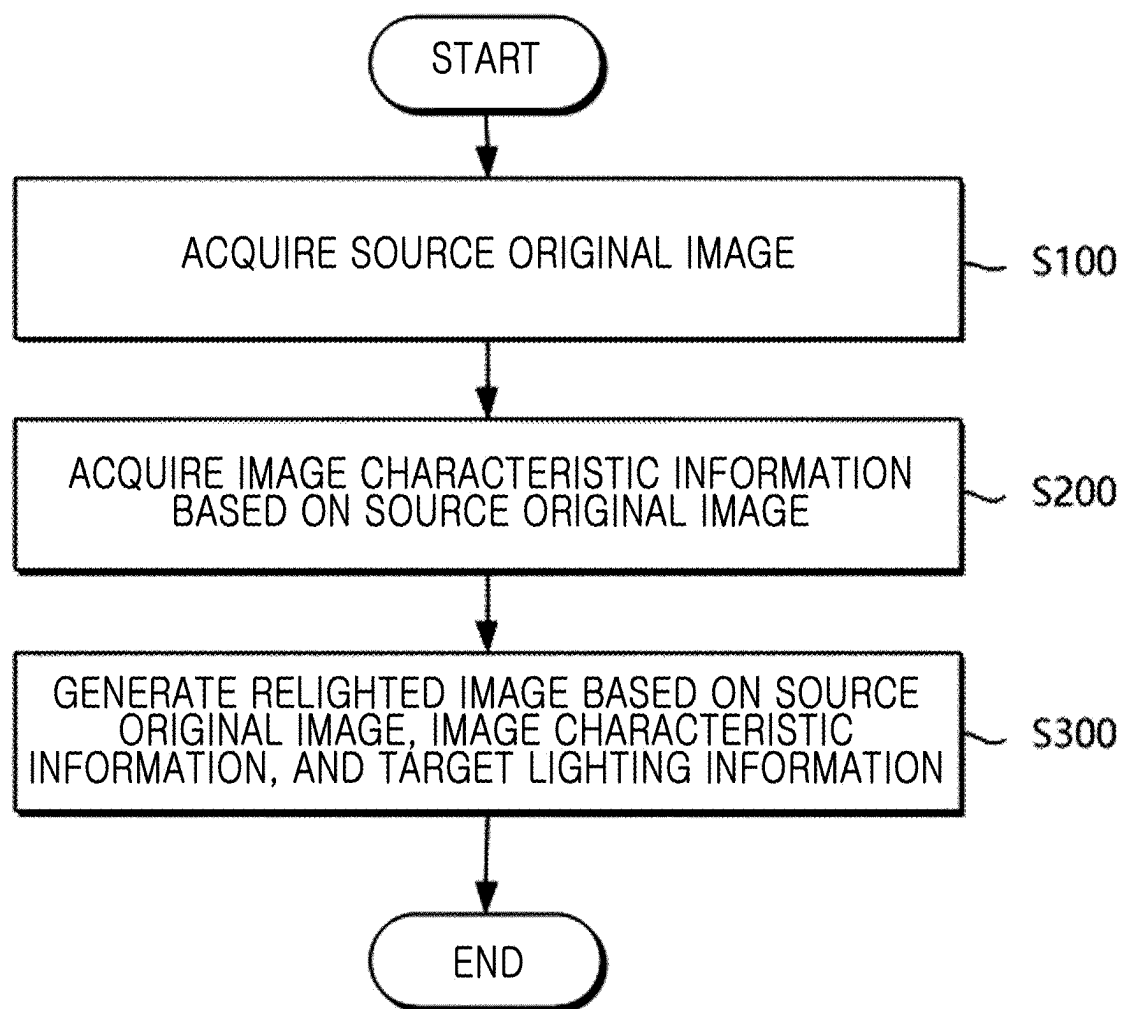 START
ACQUIRE SOURCE ORIGINAL IMAGE
S100
ACQUIRE IMAGE CHARACTERISTIC INFORMATION
BASED ON SOURCE ORIGINAL IMAGE
S200
GENERATE RELIGHTED IMAGE BASED ON SOURCE
ORIGINAL IMAGE, IMAGE CHARACTERISTIC
INFORMATION, AND TARGET LIGHTING INFORMATION
S300
END